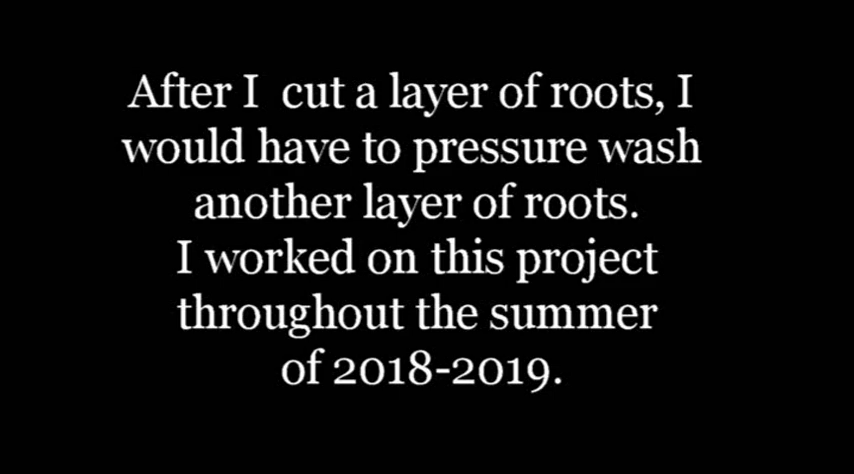 After I  cut a layer of roots, I
would have to pressure wash
another layer of roots.
I worked on this project
throughout the summer
of 2018-2019.